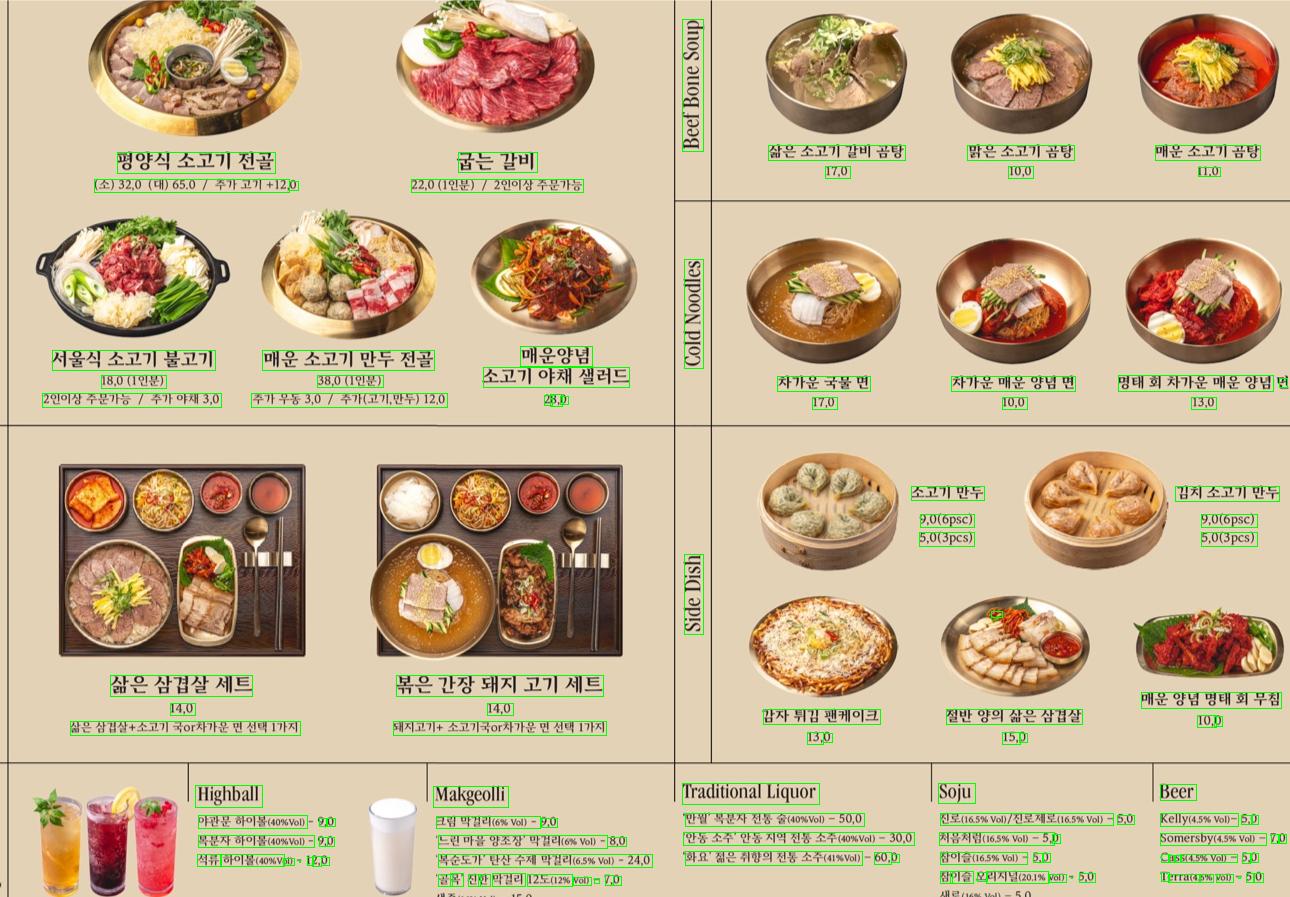 평양식 소고기 전골
(소) 32,0 (대) 65.0 / 추가 고기 +12,0
굽는 갈비
22,0 (1인분) / 2인이상 주문가능
서울식 소고기 불고기
18,0 (1인분)
2인이상 주문가능 / 추가 야채 3,0
매운 소고기 만두 전골
38,0 (1인분)
추가 우동 3,0 / 추가(고기,만두) 12,0
매운양념
소고기 야채 샐러드
28,0
삶은 삼겹살 세트
14,0
삶은 삼겹살+소고기 국or차가운 면 선택 1가지
볶은 간장 돼지 고기 세트
14,0
돼지고기+ 소고기국or차가운 면 선택 1가지
Beef Bone Soup
삶은 소고기 갈비 곰탕
17,0
맑은 소고기 곰탕
10,0
매운 소고기 곰탕
11,0
Cold Noodles
차가운 국물 면
17,0
차가운 매운 양념 면
10,0
명태 회 차가운 매운 양념 면
13,0
Side Dish
소고기 만두
9,0(6psc)
5,0(3pcs)
김치 소고기 만두
9,0(6psc)
5,0(3pcs)
감자 튀김 팬케이크
13,0
절반 양의 삶은 삼겹살
15,0
매운 양념 명태 회 무침
10,0
Highball
야관문 하이볼(40%Vol) - 9,0
복분자 하이볼(40%Vol) - 9,0
석류 하이볼(40%Vol) - 12,0
Makgeolli
크림 막걸리(6% Vol) - 9,0
'느린 마을 양조장' 막걸리(6% Vol) - 8,0
'복순도가' 탄산 수제 막걸리(6,5% Vol) - 24,0
'골목' 진한 막걸리 12도(12% Vol) - 7,0
Traditional Liquor
'만월' 복분자 전통 술(40%Vol) - 50,0
'안동 소주' 안동 지역 전통 소주(40%Vol) - 30,0
'화요' 젊은 취향의 전통 소주(41%Vol) - 60,0
Soju
진로(16,5% Vol)/진로제로(16.5% Vol) - 5,0
처음처럼(16,5% Vol) - 5,0
참이슬(16.5% Vol) - 5,0
참이슬 오리지널(20,1% Vol) - 5,0
새로(16% Vol) - 5,0
Beer
Kelly(4,5% Vol)- 5,0
Somersby(4,5% Vol) - 7,0
Cass(4,5% Vol) - 5,0
Terra(4,5% Vol) - 5,0